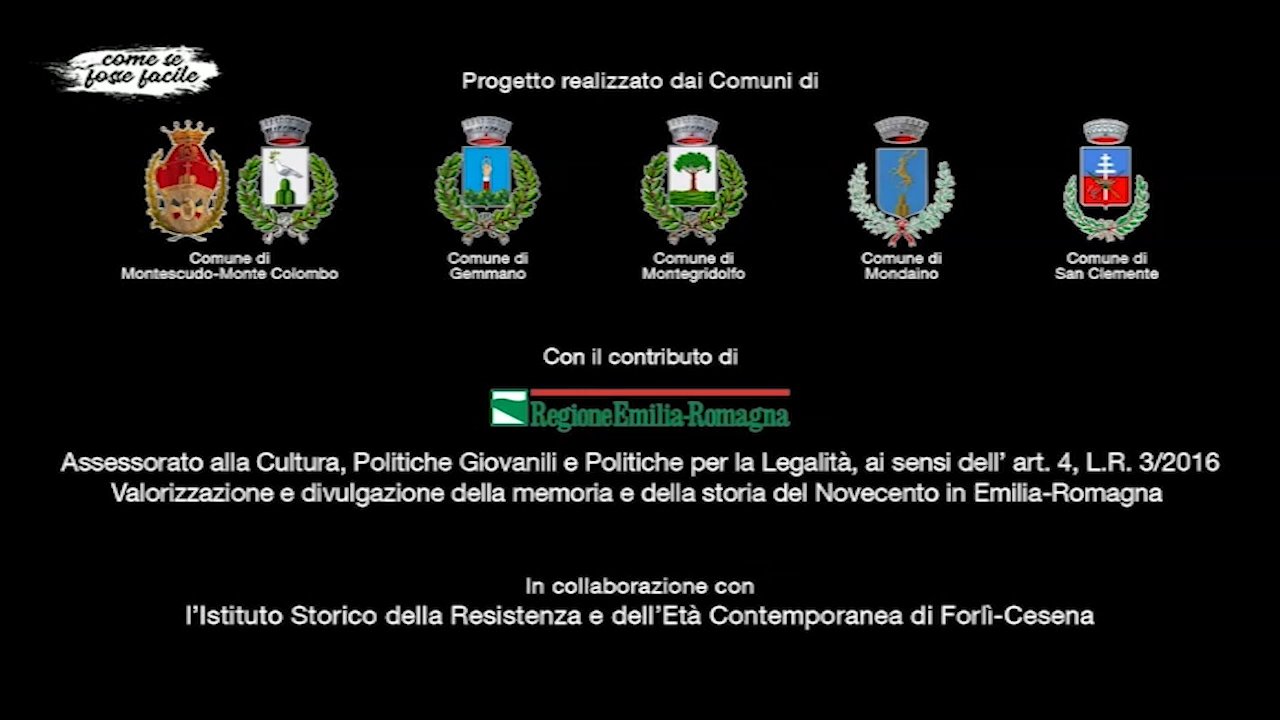 come se
fosse facile
Progetto realizzato dai Comuni di
Comune di
Montescudo-Monte Colombo
Comune di
Gemmano
Comune di
Montegridolfo
Comune di
Mondaino
Comune di
San Clemente
Con il contributo di
RegioneEmilia-Romagna
Assessorato alla Cultura, Politiche Giovanili e Politiche per la Legalità, ai sensi dell’ art. 4, L.R. 3/2016
Valorizzazione e divulgazione della memoria e della storia del Novecento in Emilia-Romagna
In collaborazione con
l’Istituto Storico della Resistenza e dell’Età Contemporanea di Forlì-Cesena